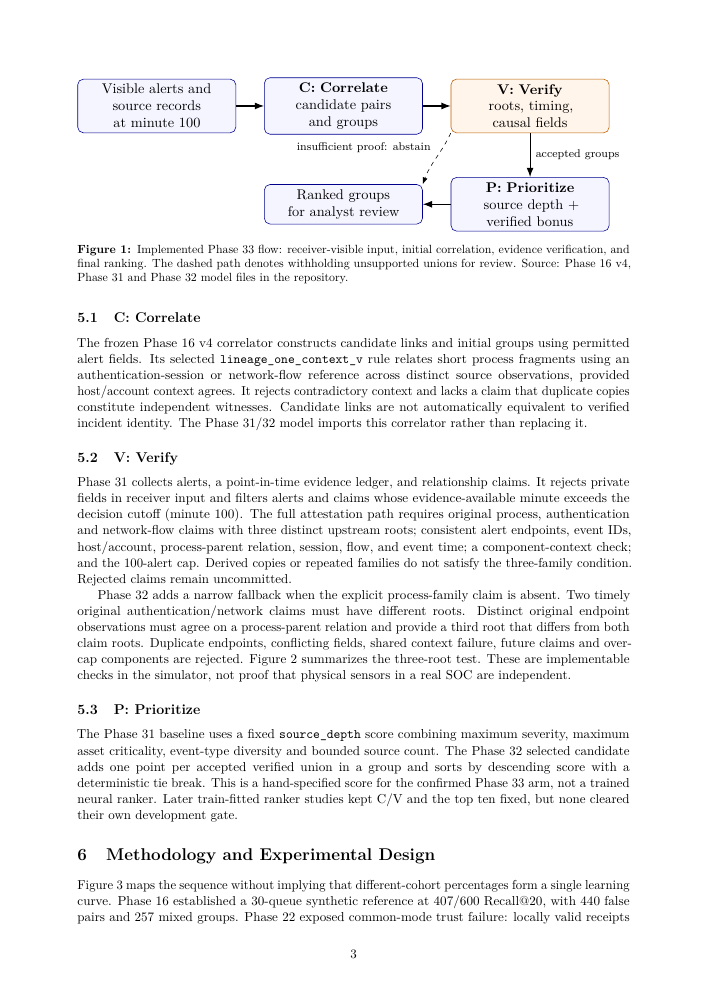 Visible alerts and
source records
at minute 100
C: Correlate
candidate pairs
and groups
V: Verify
roots, timing,
causal fields
insufficient proof: abstain
accepted groups
Ranked groups
for analyst review
P: Prioritize
source depth +
verified bonus
Figure 1: Implemented Phase 33 flow: receiver-visible input, initial correlation, evidence verification, and
final ranking. The dashed path denotes withholding unsupported unions for review. Source: Phase 16 v4,
Phase 31 and Phase 32 model files in the repository.
5.1 C: Correlate
The frozen Phase 16 v4 correlator constructs candidate links and initial groups using permitted
alert fields. Its selected lineage_one_context_v rule relates short process fragments using an
authentication-session or network-flow reference across distinct source observations, provided
host/account context agrees. It rejects contradictory context and lacks a claim that duplicate copies
constitute independent witnesses. Candidate links are not automatically equivalent to verified
incident identity. The Phase 31/32 model imports this correlator rather than replacing it.
5.2 V: Verify
Phase 31 collects alerts, a point-in-time evidence ledger, and relationship claims. It rejects private
fields in receiver input and filters alerts and claims whose evidence-available minute exceeds the
decision cutoff (minute 100). The full attestation path requires original process, authentication
and network-flow claims with three distinct upstream roots; consistent alert endpoints, event IDs,
host/account, process-parent relation, session, flow, and event time; a component-context check;
and the 100-alert cap. Derived copies or repeated families do not satisfy the three-family condition.
Rejected claims remain uncommitted.
Phase 32 adds a narrow fallback when the explicit process-family claim is absent. Two timely
original authentication/network claims must have different roots. Distinct original endpoint
observations must agree on a process-parent relation and provide a third root that differs from both
claim roots. Duplicate endpoints, conflicting fields, shared context failure, future claims and over-
cap components are rejected. Figure 2 summarizes the three-root test. These are implementable
checks in the simulator, not proof that physical sensors in a real SOC are independent.
5.3 P: Prioritize
The Phase 31 baseline uses a fixed source_depth score combining maximum severity, maximum
asset criticality, event-type diversity and bounded source count. The Phase 32 selected candidate
adds one point per accepted verified union in a group and sorts by descending score with a
deterministic tie break. This is a hand-specified score for the confirmed Phase 33 arm, not a trained
neural ranker. Later train-fitted ranker studies kept C/V and the top ten fixed, but none cleared
their own development gate.
6 Methodology and Experimental Design
Figure 3 maps the sequence without implying that different-cohort percentages form a single learning
curve. Phase 16 established a 30-queue synthetic reference at 407/600 Recall@20, with 440 false
pairs and 257 mixed groups. Phase 22 exposed common-mode trust failure: locally valid receipts
3